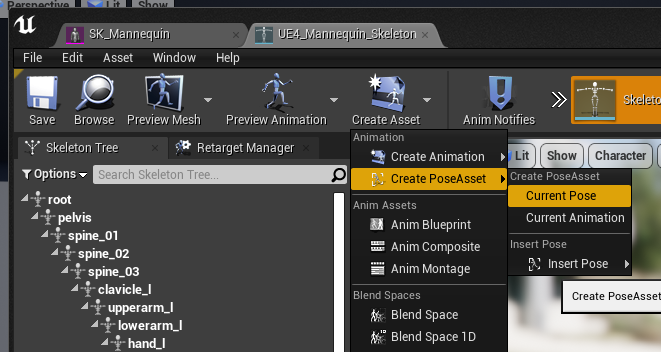 Perspective Lit Show
SK_Mannequin UE4_Mannequin_Skeleton
File Edit Asset Window Help
Save Browse Preview Mesh Preview Animation Create Asset Anim Notifies Skeleto
Skeleton Tree Retarget Manager
Options Search Skeleton Tree...
root
pelvis
spine_01
spine_02
spine_03
clavicle_l
upperarm_l
lowerarm_l
hand_l
Animation
Create Animation
Create PoseAsset
Anim Assets
Anim Blueprint
Anim Composite
Anim Montage
Blend Spaces
Blend Space
Blend Space 1D
Lit Show Character
Create PoseAsset
Current Pose
Current Animation
Insert Pose
Insert Pose
Create PoseAsset